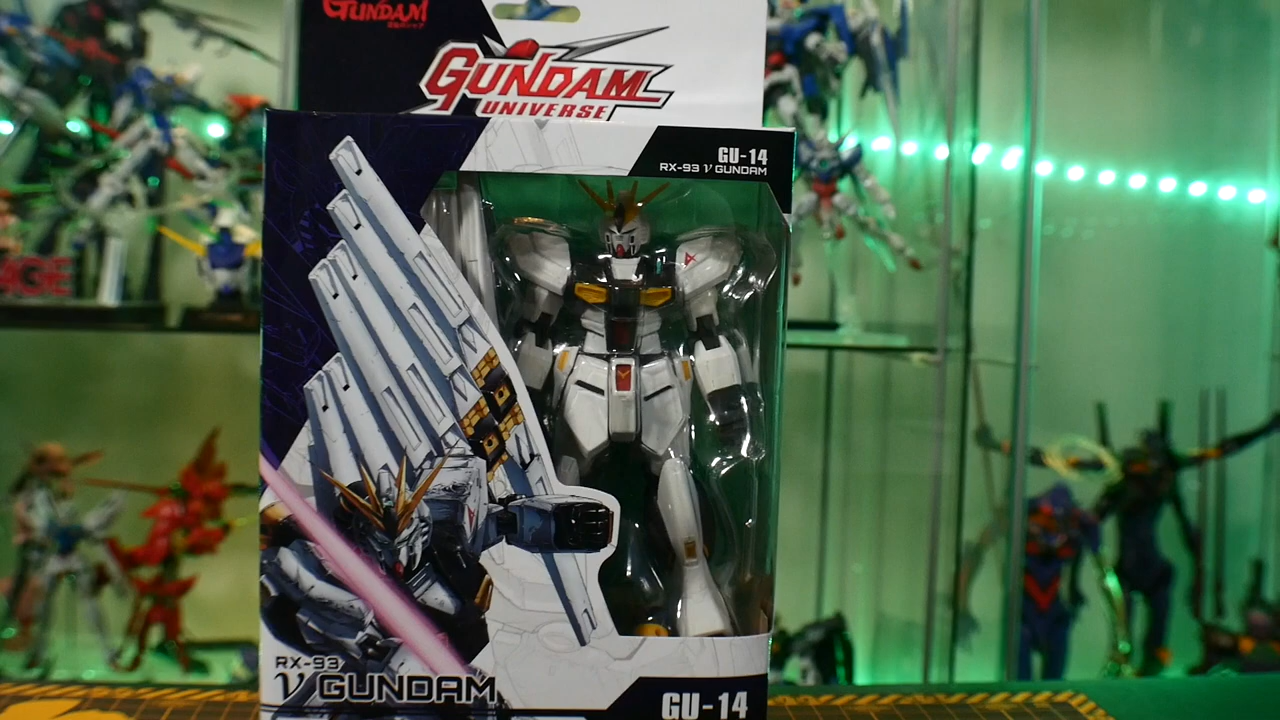 GUNDAM
GUNDAM
UNIVERSE
GU-14
RX-93 ν GUNDAM
RX-93
ν GUNDAM
GU-14